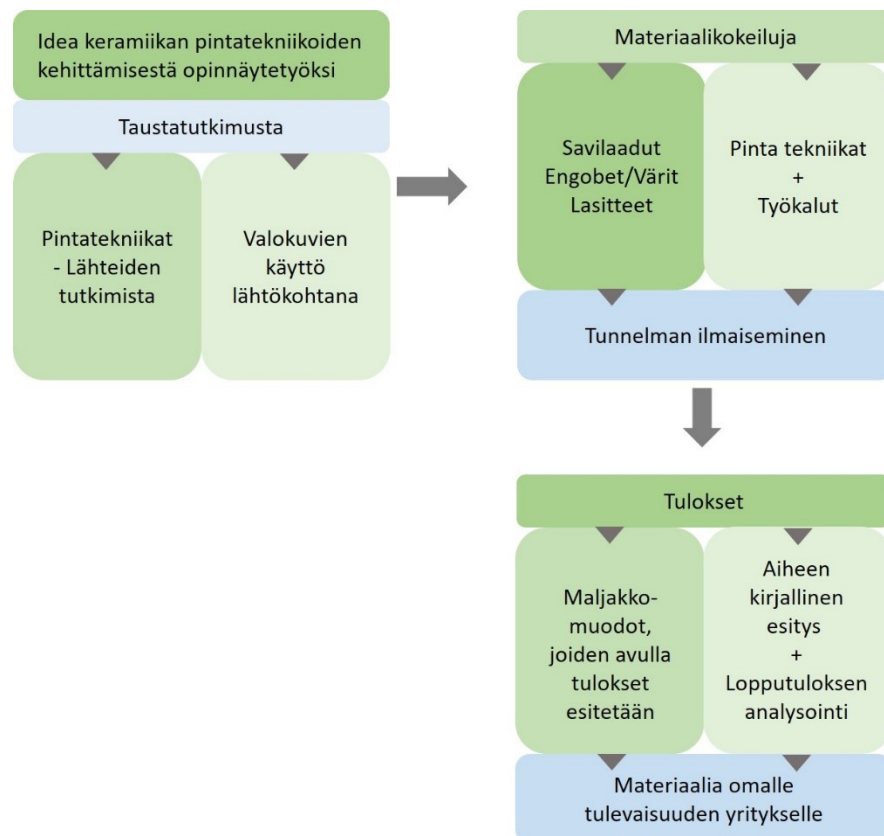 Idea keramiikan pintatekniikoiden
kehittämisestä opinnäytetyöksi
Taustatutkimusta
Pintatekniikat
- Lähteiden
tutkimista
Valokuvien
käyttö
lähtökohtana
Materiaalikokeiluja
Savilaadut
Engobet/Värit
Lasitteet
Pinta tekniikat
+
Työkalut
Tunnelman ilmaiseminen
Tulokset
Maljakko-
muodot,
joiden avulla
tulokset
esitetään
Aiheen
kirjallinen
esitys
+
Lopputuloksen
analysointi
Materiaalia omalle
tulevaisuuden yritykselle